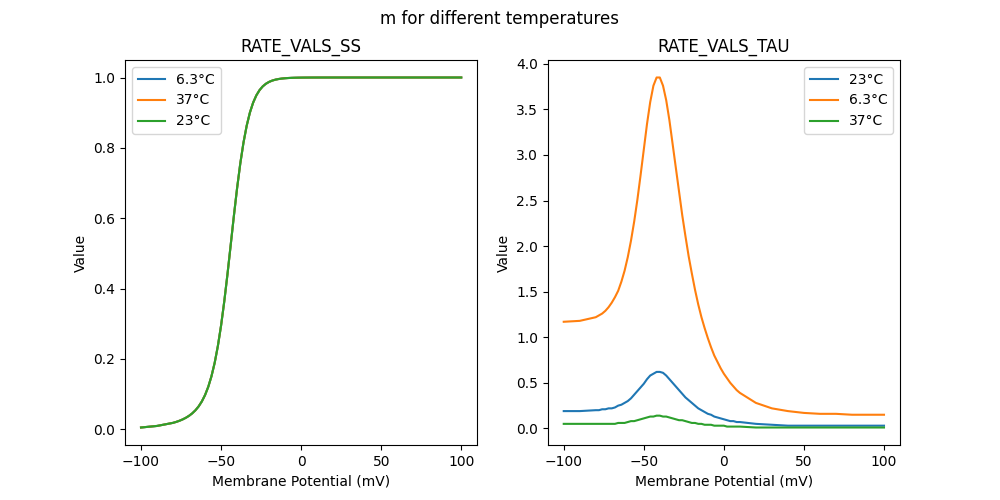 m for different temperatures
RATE_VALS_SS
6.3°C
37°C
23°C
1.0
0.8
0.6
0.4
0.2
0.0
Value
−100
−50
0
50
100
Membrane Potential (mV)
RATE_VALS_TAU
23°C
6.3°C
37°C
4.0
3.5
3.0
2.5
2.0
1.5
1.0
0.5
0.0
Value
−100
−50
0
50
100
Membrane Potential (mV)